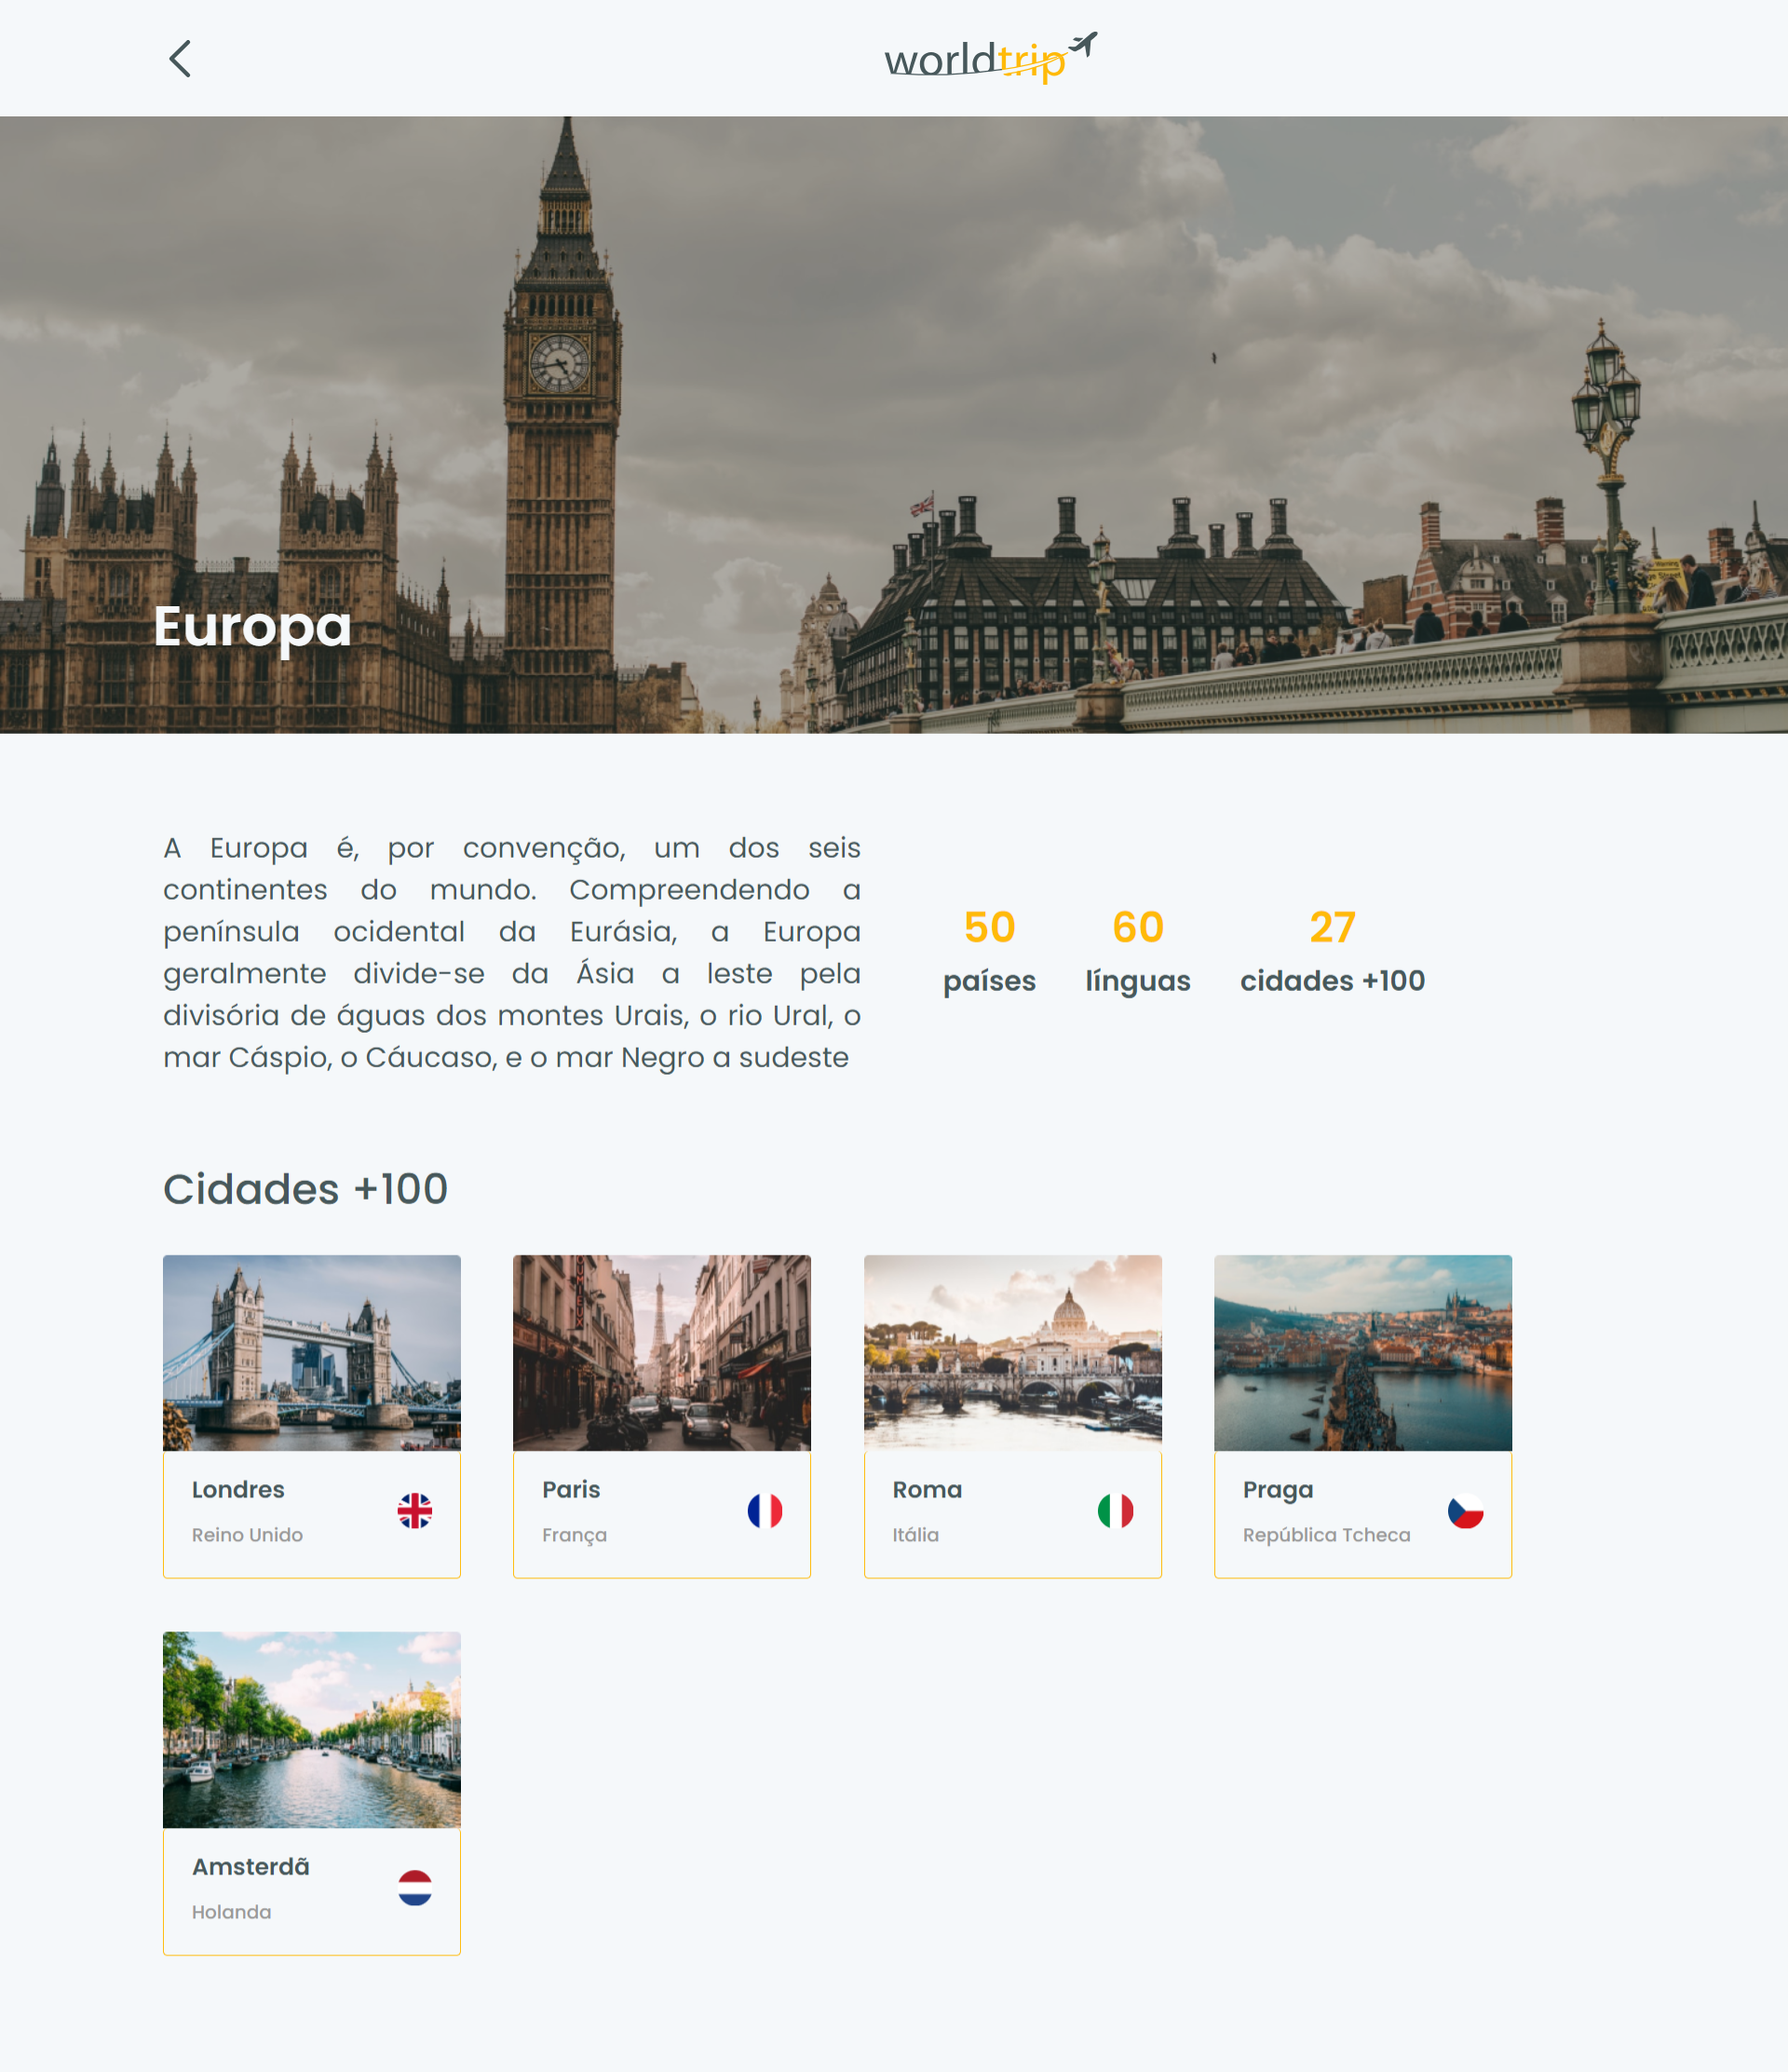 worldtrip
Europa
A Europa é, por convenção, um dos seis
continentes do mundo. Compreendendo a
península ocidental da Eurásia, a Europa
geralmente divide-se da Ásia a leste pela
divisória de águas dos montes Urais, o rio Ural, o
mar Cáspio, o Cáucaso, e o mar Negro a sudeste
50
países
60
línguas
27
cidades +100
Cidades +100
Londres
Reino Unido
Paris
França
Roma
Itália
Praga
República Tcheca
Amsterdã
Holanda